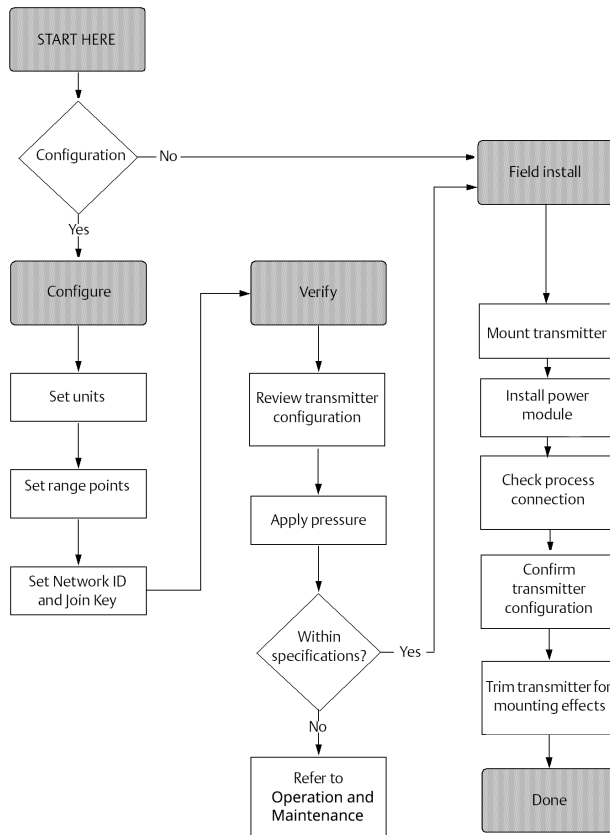 START HERE
Configuration
No
Yes
Configure
Set units
Set range points
Set Network ID
and Join Key
Verify
Review transmitter
configuration
Apply pressure
Within
specifications?
Yes
No
Refer to
Operation and
Maintenance
Field install
Mount transmitter
Install power
module
Check process
connection
Confirm
transmitter
configuration
Trim transmitter for
mounting effects
Done